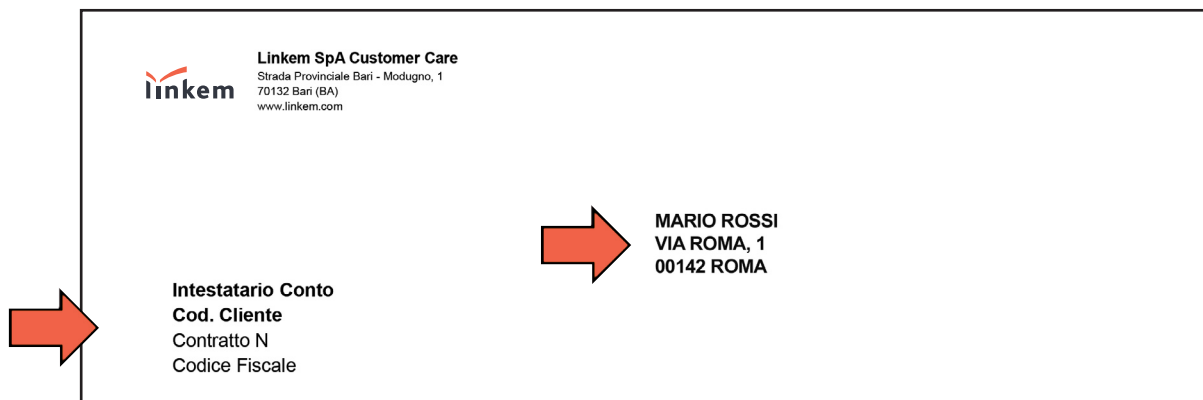 linkem
Linkem SpA Customer Care
Strada Provinciale Bari - Modugno, 1
70132 Bari (BA)
www.linkem.com
MARIO ROSSI
VIA ROMA, 1
00142 ROMA
Intestatario Conto
Cod. Cliente
Contratto N
Codice Fiscale